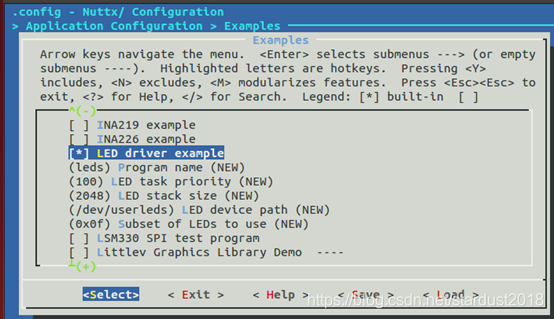 .config - Nuttx/ Configuration
> Application Configuration > Examples
Examples
Arrow keys navigate the menu. <Enter> selects submenus ---> (or empty
submenus ----). Highlighted letters are hotkeys. Pressing <Y>
includes, <N> excludes, <M> modularizes features. Press <Esc><Esc> to
exit, <?> for Help, </> for Search. Legend: [*] built-in [ ]
^(-)
[ ] INA219 example
[ ] INA226 example
[*] LED driver example
(leds) Program name (NEW)
(100) LED task priority (NEW)
(2048) LED stack size (NEW)
(/dev/userleds) LED device path (NEW)
(0x0f) Subset of LEDs to use (NEW)
[ ] LSM330 SPI test program
[ ] Littlev Graphics Library Demo ----
┴(+)
<Select> < Exit > < Help > < Save > < Load >
https://blog.csdn.net/stardust2018